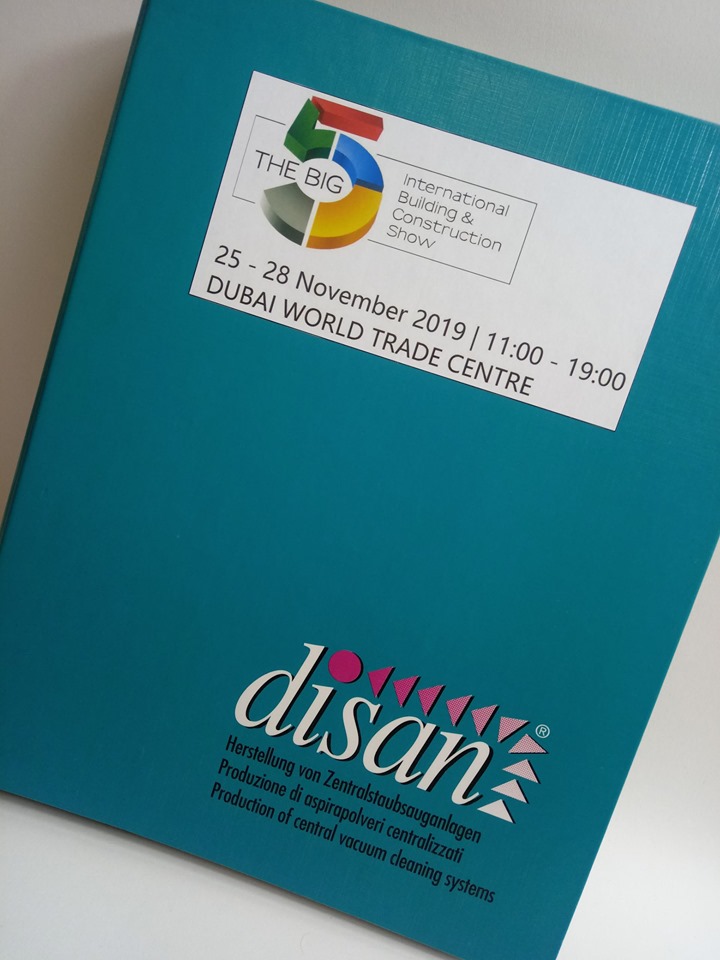 THE BIG 5
International
Building &
Construction
Show
25 - 28 November 2019 | 11:00 - 19:00
DUBAI WORLD TRADE CENTRE
disan®
Herstellung von Zentralstaubsauganlagen
Produzione di aspirapolveri centralizzati
Production of central vacuum cleaning systems